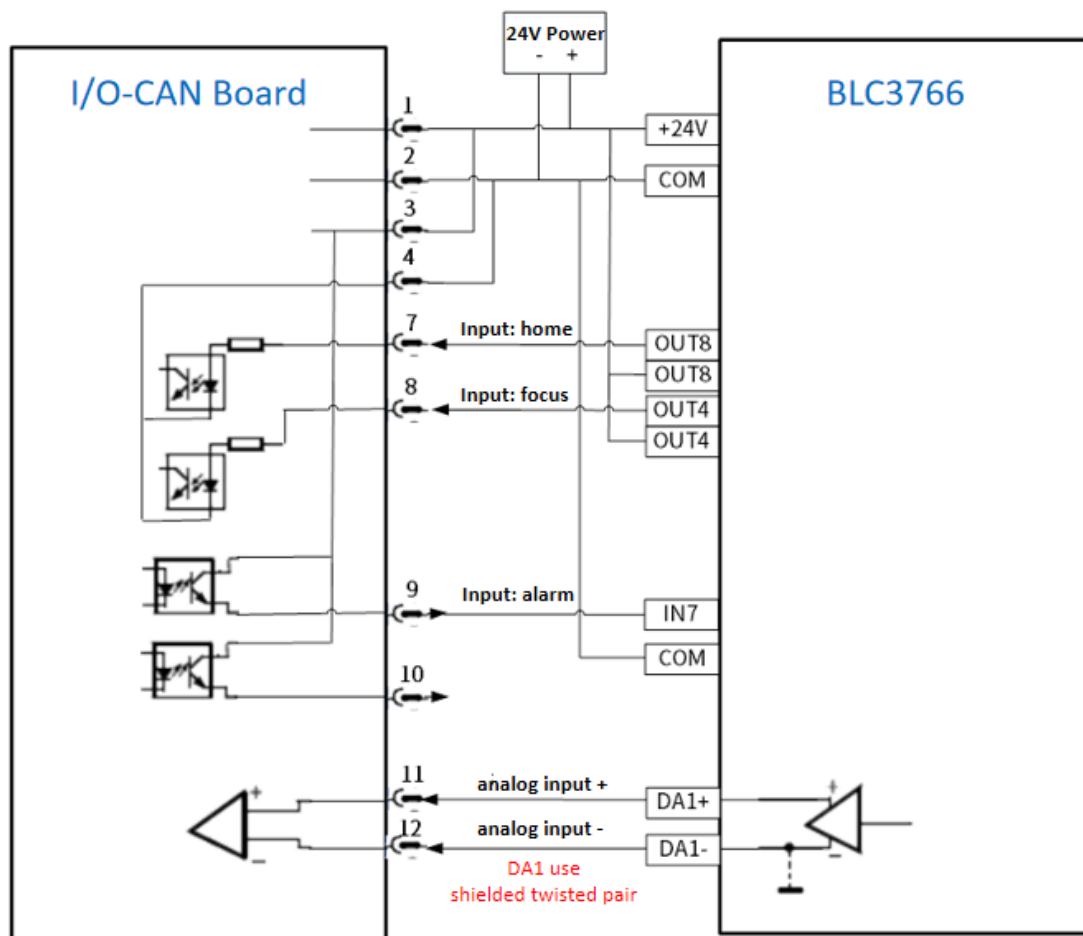 24V Power
- +
I/O-CAN Board
BLC3766
1
+24V
2
COM
3
4
7
Input: home
OUT8
OUT8
8
Input: focus
OUT4
OUT4
9
Input: alarm
IN7
COM
10
11
analog input +
DA1+
+
+
12
analog input -
DA1-
-
-
DA1 use
shielded twisted pair